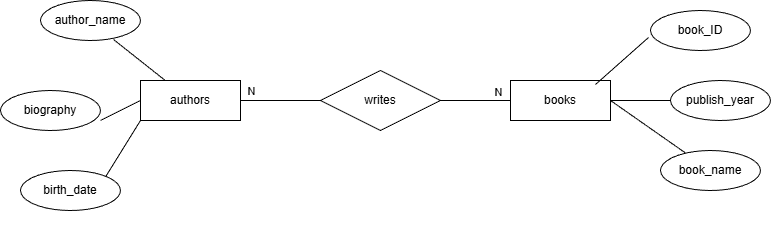 author_name
book_ID
authors
N
writes
N
books
publish_year
biography
book_name
birth_date